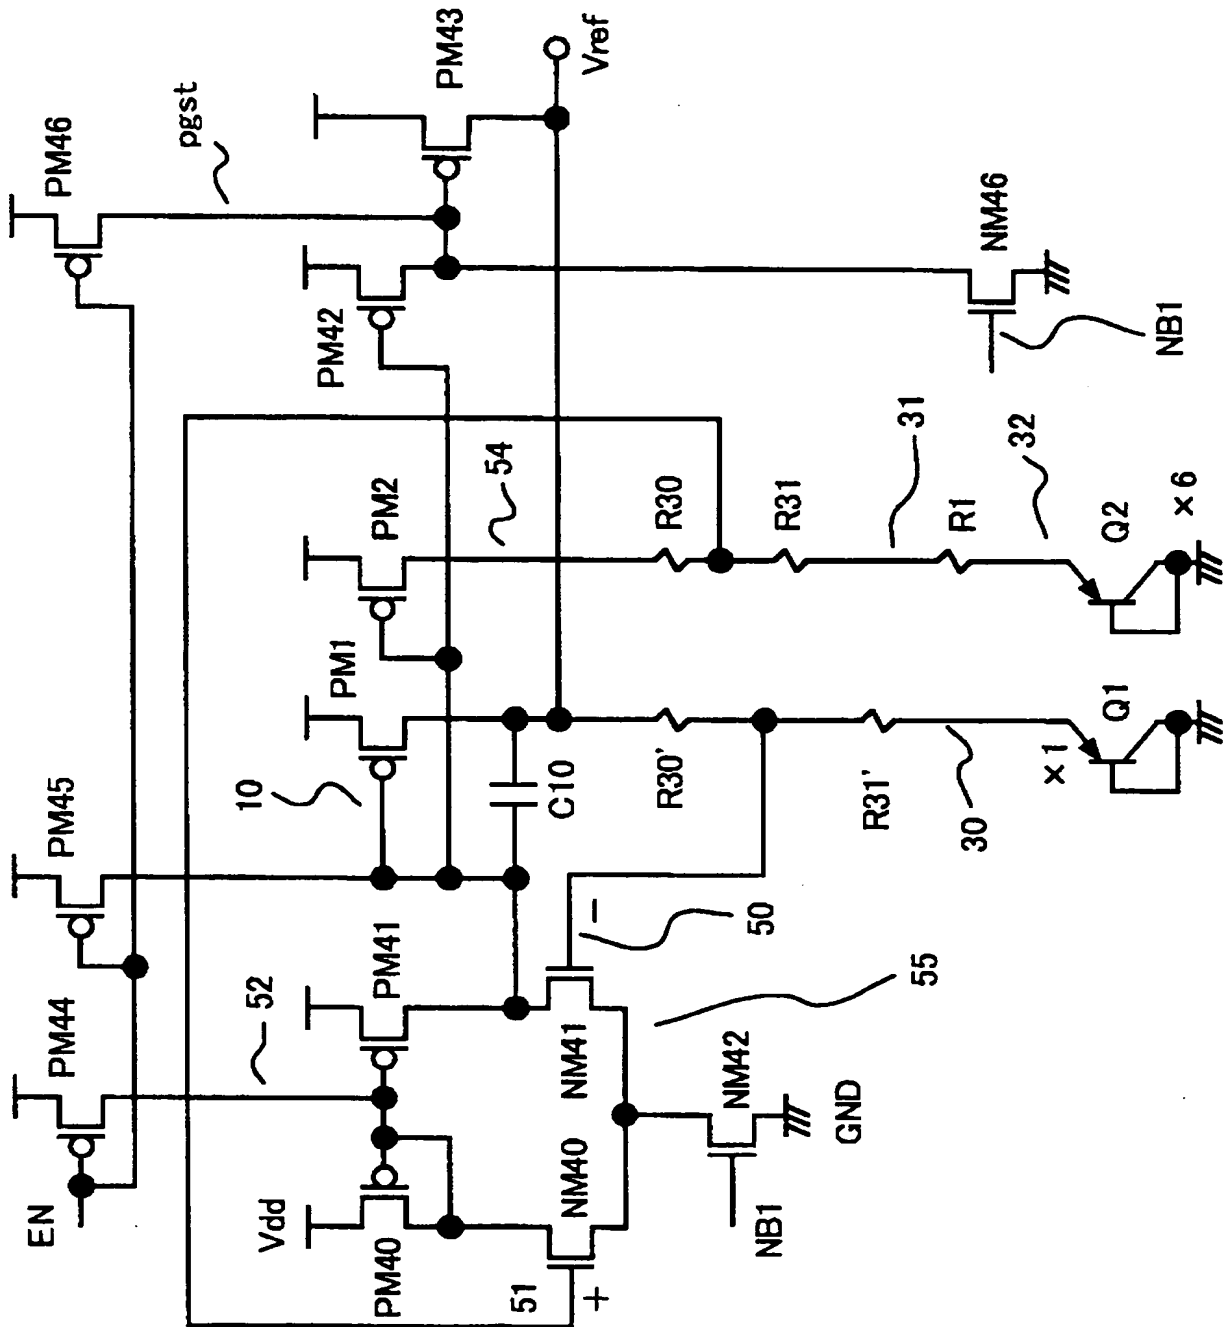 EN
PM44
PM45
PM46
pgst
52
10
Vdd
PM40
PM41
PM1
PM2
54
PM42
PM43
Vref
C10
51
+
NM40
NM41
−
50
R30'
R30
R31
31
R31'
30
R1
32
55
NB1
NM42
GND
×1
Q1
Q2
×6
NB1
NM46